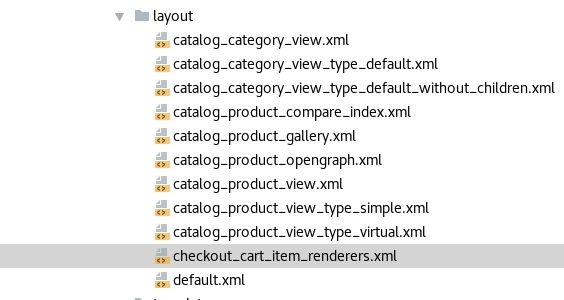 layout
catalog_category_view.xml
catalog_category_view_type_default.xml
catalog_category_view_type_default_without_children.xml
catalog_product_compare_index.xml
catalog_product_gallery.xml
catalog_product_opengraph.xml
catalog_product_view.xml
catalog_product_view_type_simple.xml
catalog_product_view_type_virtual.xml
checkout_cart_item_renderers.xml
default.xml